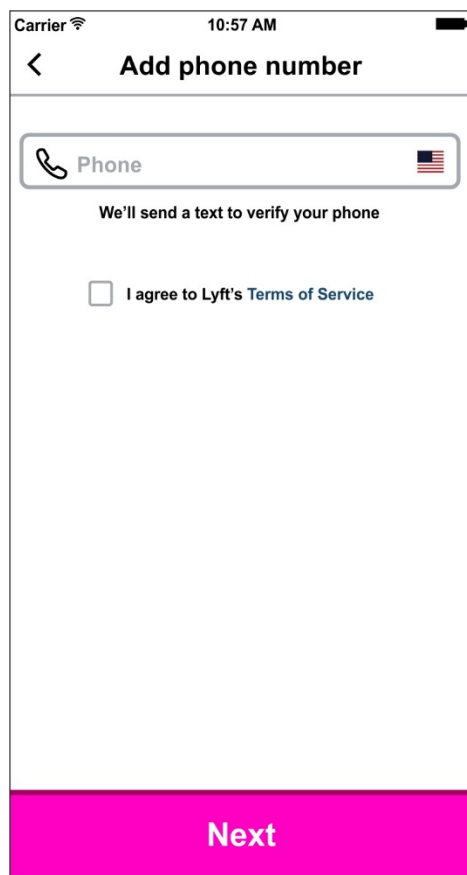 Carrier 10:57 AM
Add phone number
Phone
We’ll send a text to verify your phone
I agree to Lyft’s Terms of Service
Next